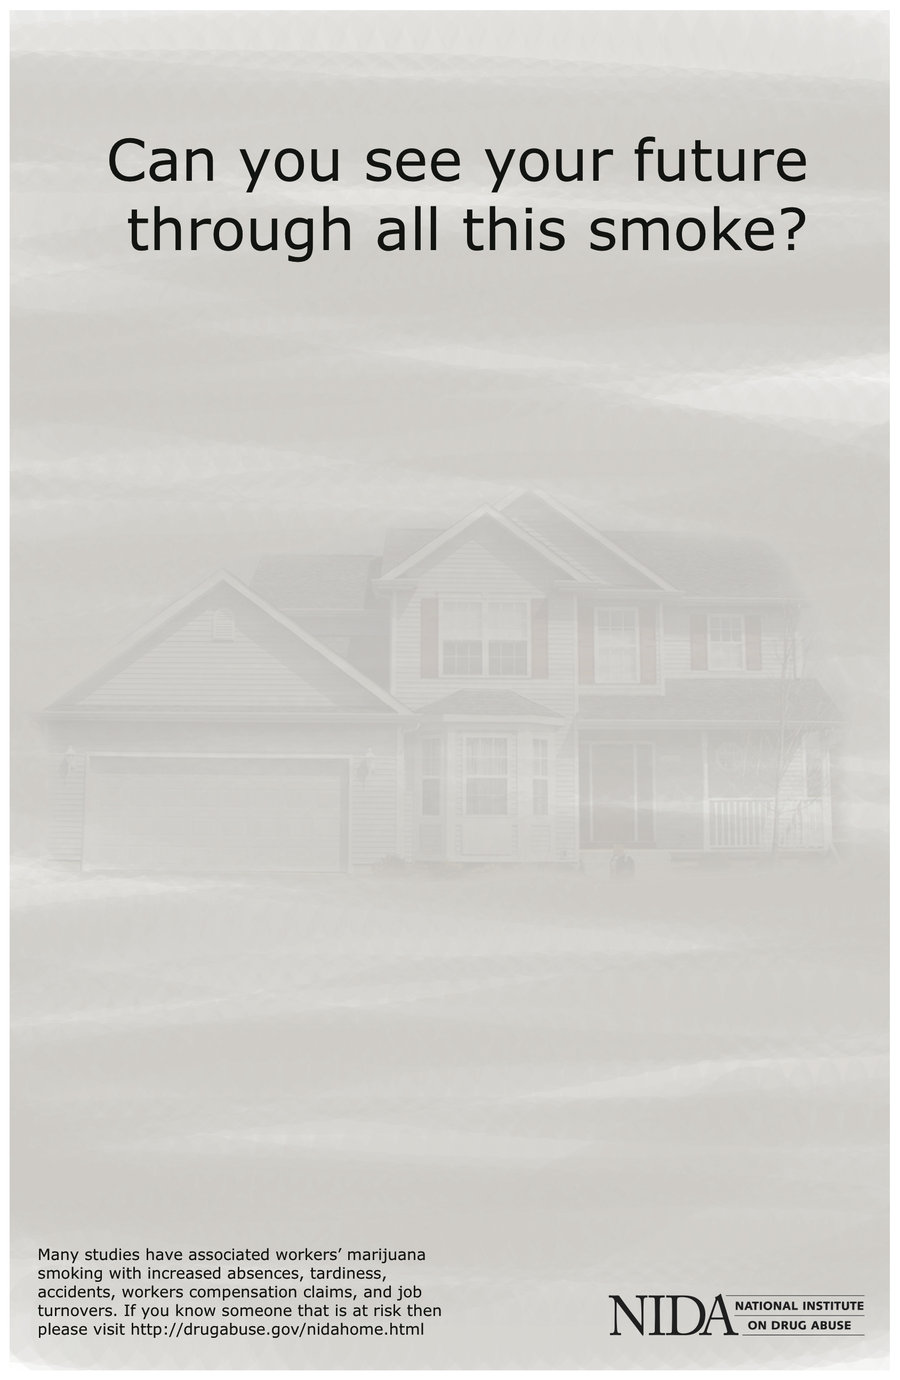 Can you see your future
through all this smoke?
Many studies have associated workers’ marijuana
smoking with increased absences, tardiness,
accidents, workers compensation claims, and job
turnovers. If you know someone that is at risk then
please visit http://drugabuse.gov/nidahome.html
NIDA NATIONAL INSTITUTE
ON DRUG ABUSE